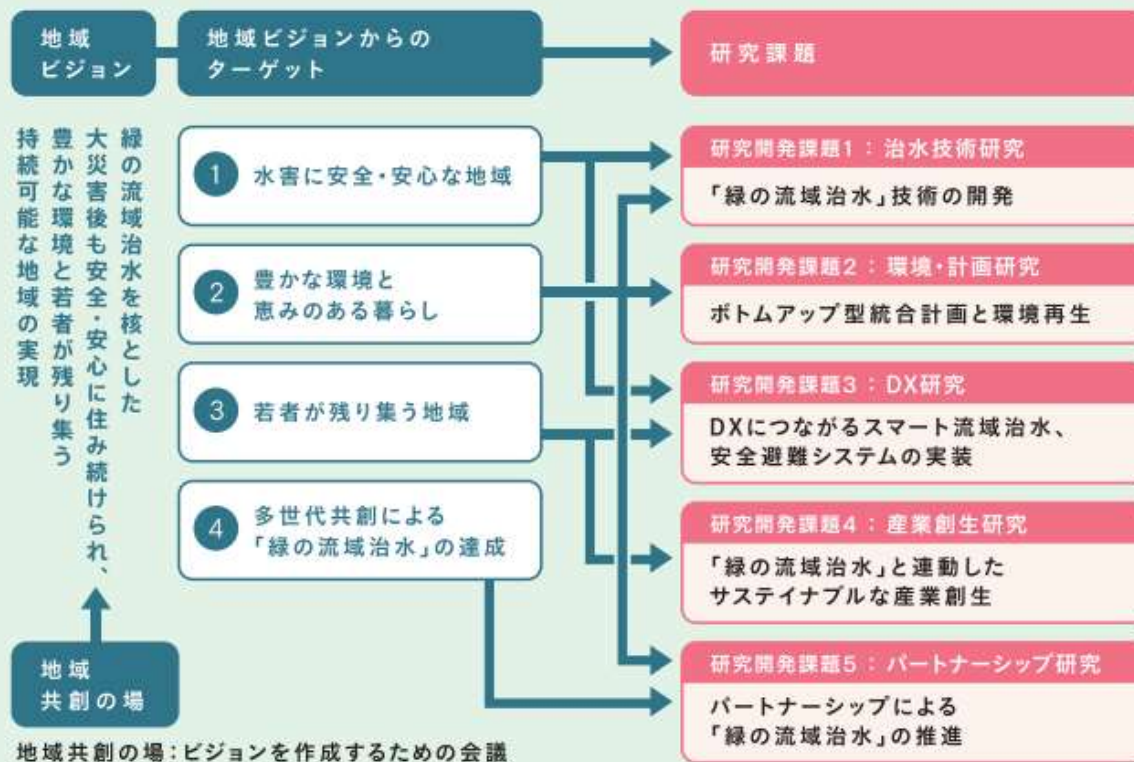 地域
ビジョン
地域ビジョンからの
ターゲット
研究課題
緑の流域治水を核とした
大災害後も安全・安心に住み続けられ、
豊かな環境と若者が残り集う
持続可能な地域の実現
1 水害に安全・安心な地域
2 豊かな環境と
恵みのある暮らし
3 若者が残り集う地域
4 多世代共創による
「緑の流域治水」の達成
地域
共創の場
地域共創の場:ビジョンを作成するための会議
研究開発課題1:治水技術研究
「緑の流域治水」技術の開発
研究開発課題2:環境・計画研究
ボトムアップ型統合計画と環境再生
研究開発課題3:DX研究
DXにつながるスマート流域治水、
安全避難システムの実装
研究開発課題4:産業創生研究
「緑の流域治水」と連動した
サステイナブルな産業創生
研究開発課題5:パートナーシップ研究
パートナーシップによる
「緑の流域治水」の推進